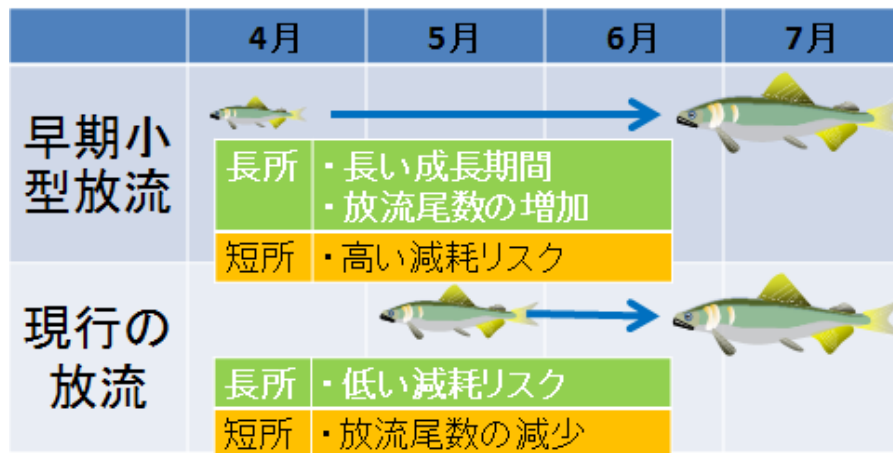 4月 5月 6月 7月
早期小
型放流
長所 ・長い成長期間
・放流尾数の増加
短所 ・高い減耗リスク
現行の
放流
長所 ・低い減耗リスク
短所 ・放流尾数の減少